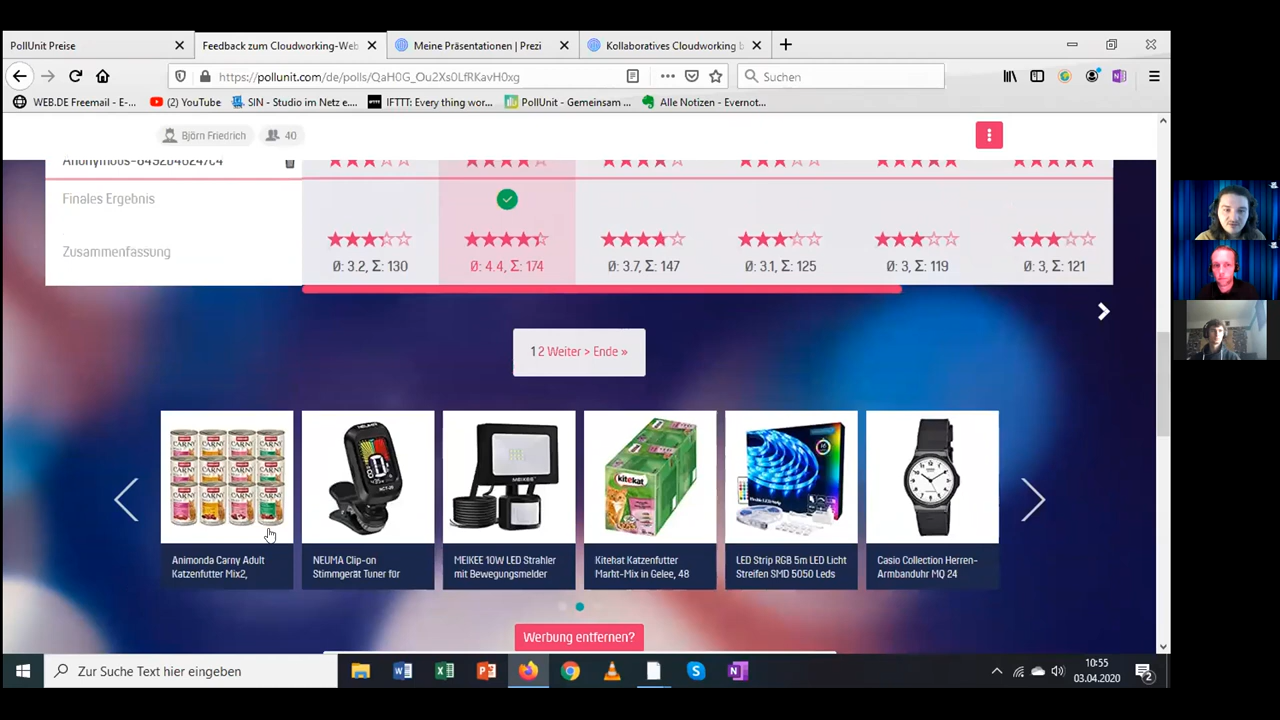 PollUnit Preise
Feedback zum Cloudworking-Web
Meine Präsentationen | Prezi
Kollaboratives Cloudworking b
https://pollunit.com/de/polls/QaH0G_Ou2Xs0LfRKavH0xg
Suchen
WEB.DE Freemail - E-...
(2) YouTube
SIN - Studio im Netz e....
IFTTT: Every thing wor...
PollUnit - Gemeinsam ...
Alle Notizen - Evernot...
Björn Friedrich
40
Finales Ergebnis
Zusammenfassung
Ø: 3.2, Σ: 130
Ø: 4.4, Σ: 174
Ø: 3.7, Σ: 147
Ø: 3.1, Σ: 125
Ø: 3, Σ: 119
Ø: 3, Σ: 121
1 2 Weiter > Ende »
Animonda Carny Adult
Katzenfutter Mix2,
NEUMA Clip-on
Stimmgerät Tuner für
MEIKEE 10W LED Strahler
mit Bewegungsmelder
Kitekat Katzenfutter
Markt-Mix in Gelee, 48
LED Strip RGB 5m LED Licht
Streifen SMD 5050 Leds
Casio Collection Herren-
Armbanduhr MQ 24
Werbung entfernen?
Zur Suche Text hier eingeben
10:55
03.04.2020
2